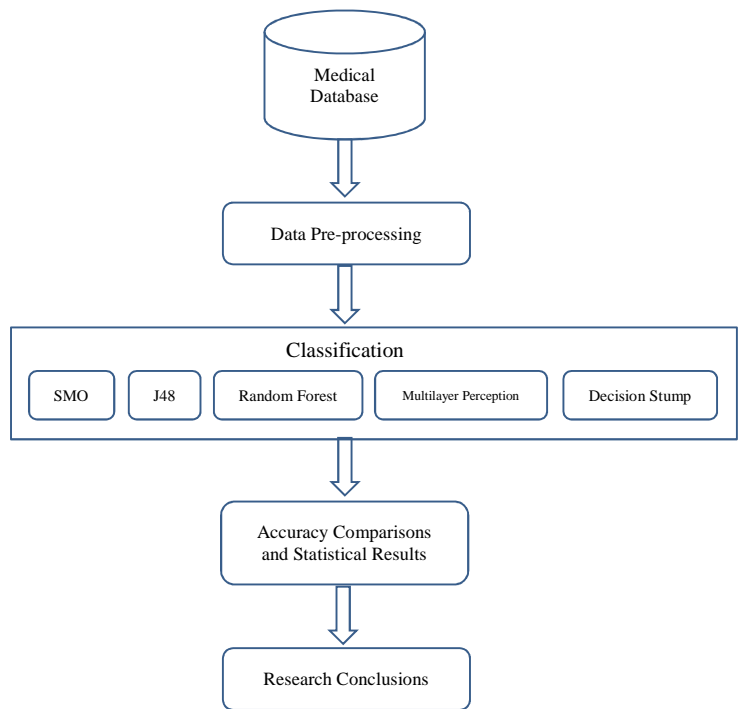 Medical
Database
Data Pre-processing
Classification
SMO
J48
Random Forest
Multilayer Perception
Decision Stump
Accuracy Comparisons
and Statistical Results
Research Conclusions